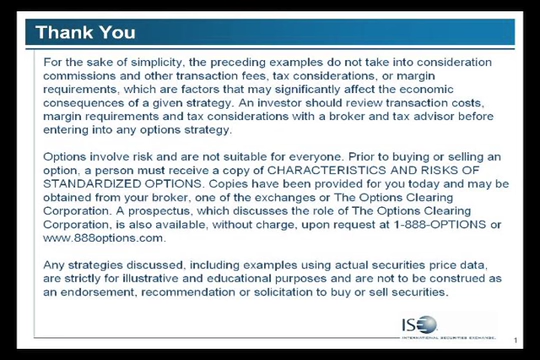 Thank You
For the sake of simplicity, the preceding examples do not take into consideration
commissions and other transaction fees, tax considerations, or margin
requirements, which are factors that may significantly affect the economic
consequences of a given strategy. An investor should review transaction costs,
margin requirements and tax considerations with a broker and tax advisor before
entering into any options strategy.
Options involve risk and are not suitable for everyone. Prior to buying or selling an
option, a person must receive a copy of CHARACTERISTICS AND RISKS OF
STANDARDIZED OPTIONS. Copies have been provided for you today and may be
obtained from your broker, one of the exchanges or The Options Clearing
Corporation. A prospectus, which discusses the role of The Options Clearing
Corporation, is also available, without charge, upon request at 1-888-OPTIONS or
www.888options.com.
Any strategies discussed, including examples using actual securities price data,
are strictly for illustrative and educational purposes and are not to be construed as
an endorsement, recommendation or solicitation to buy or sell securities.
ISE
INTERNATIONAL SECURITIES EXCHANGE.
1